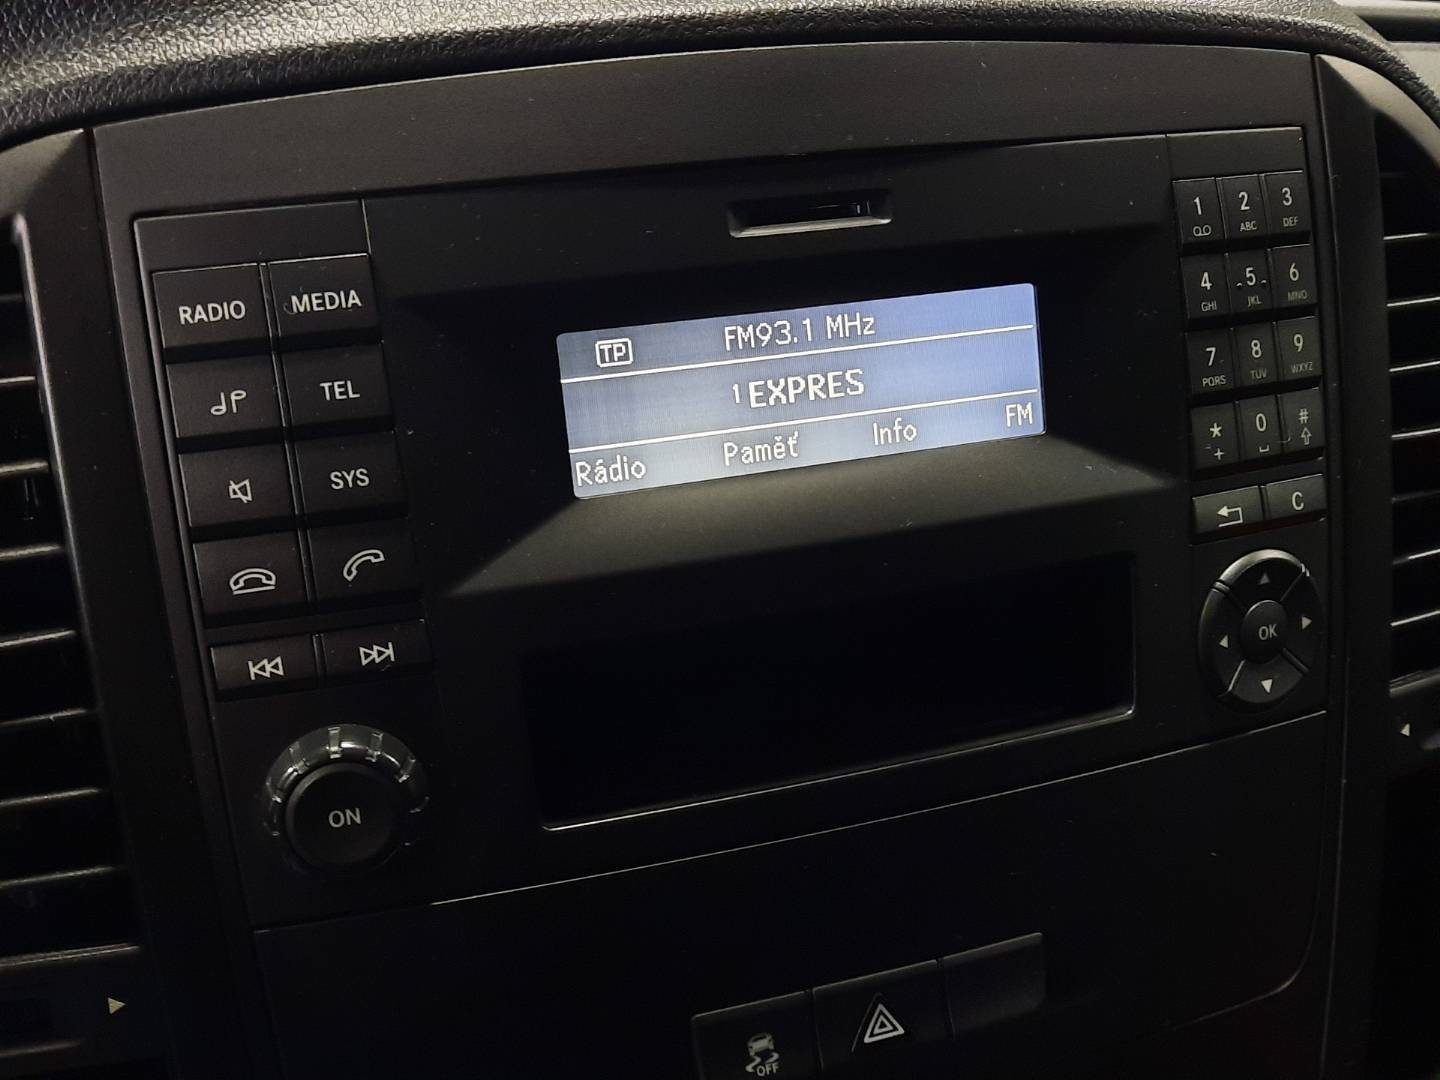 RADIO MEDIA
TEL
SYS
ON
TP FM93.1 MHz
1 EXPRES
Rádio Paměť Info FM
1 2 3
ABC DEF
4 5 6
GHI JKL MNO
7 8 9
PQRS TUV WXYZ
* 0 #
+
C
OK
OFF